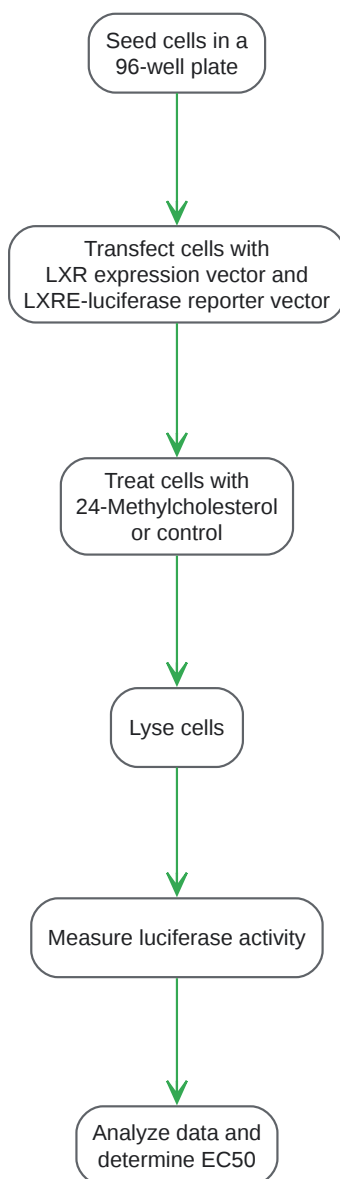 Seed cells in a
96-well plate
Transfect cells with
LXR expression vector and
LXRE-luciferase reporter vector
Treat cells with
24-Methylcholesterol
or control
Lyse cells
Measure luciferase activity
Analyze data and
determine EC50